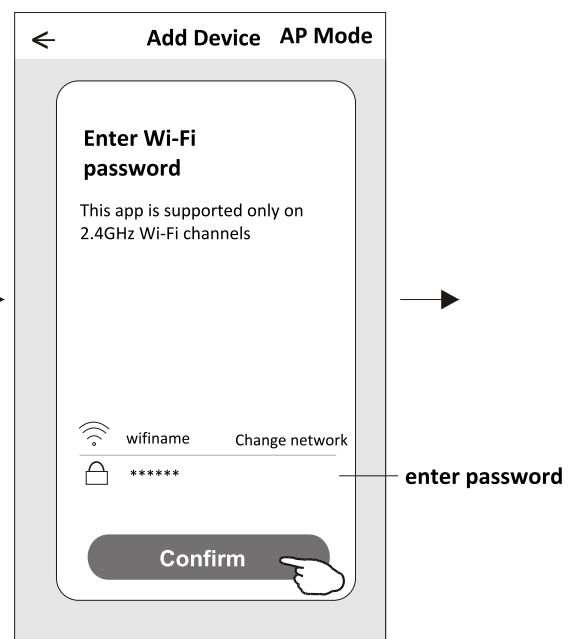 Add Device AP Mode
Enter Wi-Fi
password
This app is supported only on
2.4GHz Wi-Fi channels
wifiname Change network
******
enter password
Confirm